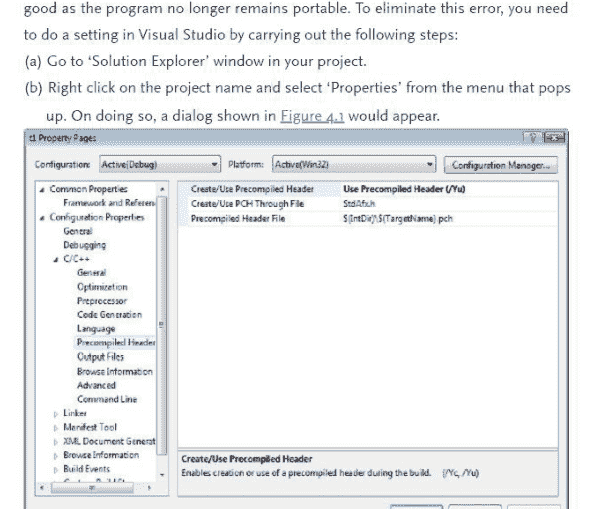 good as the program no longer remains portable. To eliminate this error, you need
to do a setting in Visual Studio by carrying out the following steps:
(a) Go to ‘Solution Explorer’ window in your project.
(b) Right click on the project name and select ‘Properties’ from the menu that pops
up. On doing so, a dialog shown in Figure 4.1 would appear.
t1 Property Pages
Configuration: Active(Debug) Platform: Active(Win32) Configuration Manager...
Common Properties
Framework and Referen
Configuration Properties
General
Debugging
C/C++
General
Optimization
Preprocessor
Code Generation
Language
Precompiled Header
Output Files
Browse Information
Advanced
Command Line
Linker
Manifest Tool
XML Document Generat
Browse Information
Build Events
Create/Use Precompiled Header Use Precompiled Header (/Yu)
Create/Use PCH Through File StdAfx.h
Precompiled Header File $(IntDir)\$(TargetName).pch
Create/Use Precompiled Header
Enables creation or use of a precompiled header during the build. (/Yc, /Yu)